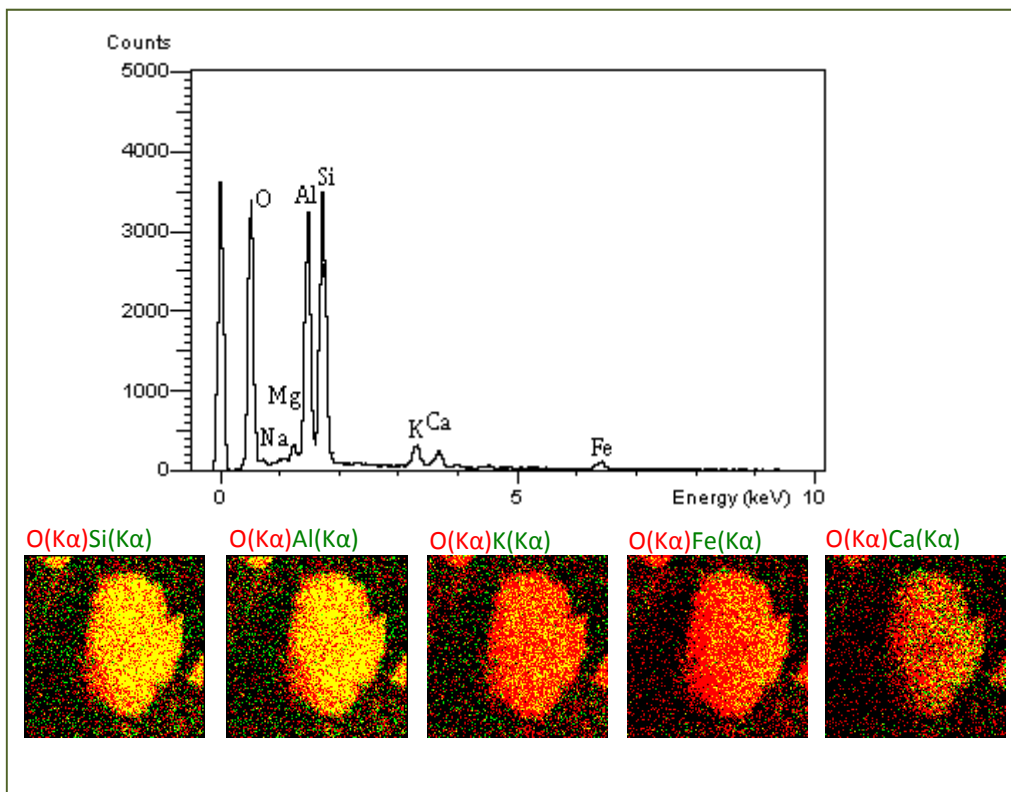 Counts
5000
4000
3000
2000
1000
0
O
Al
Si
Mg
Na
K
Ca
Fe
0
5
Energy (keV)
10
O(Kα)Si(Kα)
O(Kα)Al(Kα)
O(Kα)K(Kα)
O(Kα)Fe(Kα)
O(Kα)Ca(Kα)